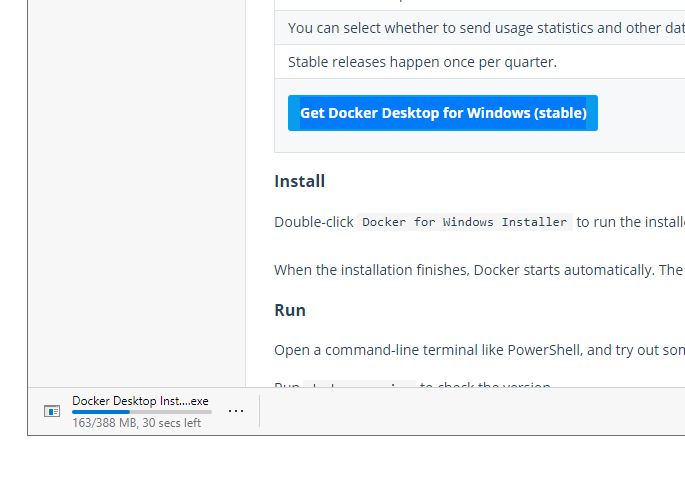 You can select whether to send usage statistics and other dat
Stable releases happen once per quarter.
Get Docker Desktop for Windows (stable)
Install
Double-click Docker for Windows Installer to run the install
When the installation finishes, Docker starts automatically. The
Run
Open a command-line terminal like PowerShell, and try out som
Run to check the version
Docker Desktop Inst....exe
163/388 MB, 30 secs left